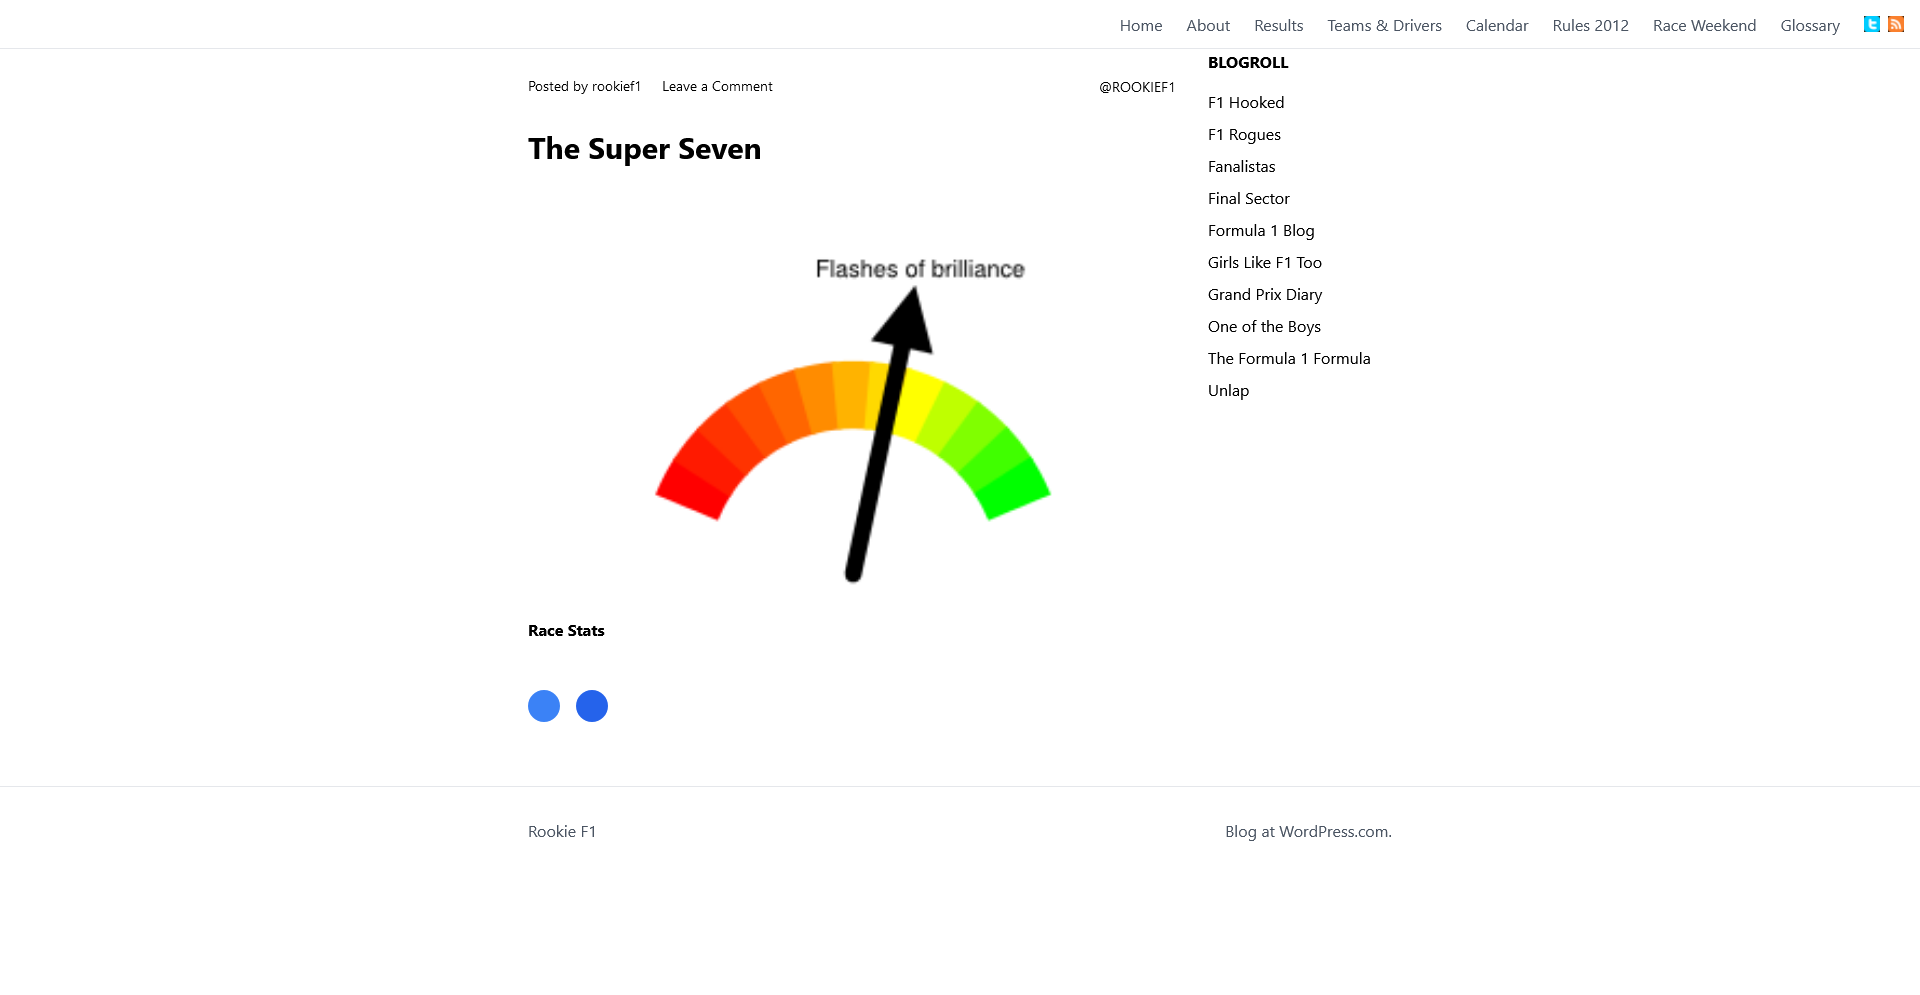 Home About Results Teams & Drivers Calendar Rules 2012 Race Weekend Glossary
Posted by rookief1 Leave a Comment @ROOKIEF1
The Super Seven
Flashes of brilliance
Race Stats
BLOGROLL
F1 Hooked
F1 Rogues
Fanalistas
Final Sector
Formula 1 Blog
Girls Like F1 Too
Grand Prix Diary
One of the Boys
The Formula 1 Formula
Unlap
Rookie F1 Blog at WordPress.com.